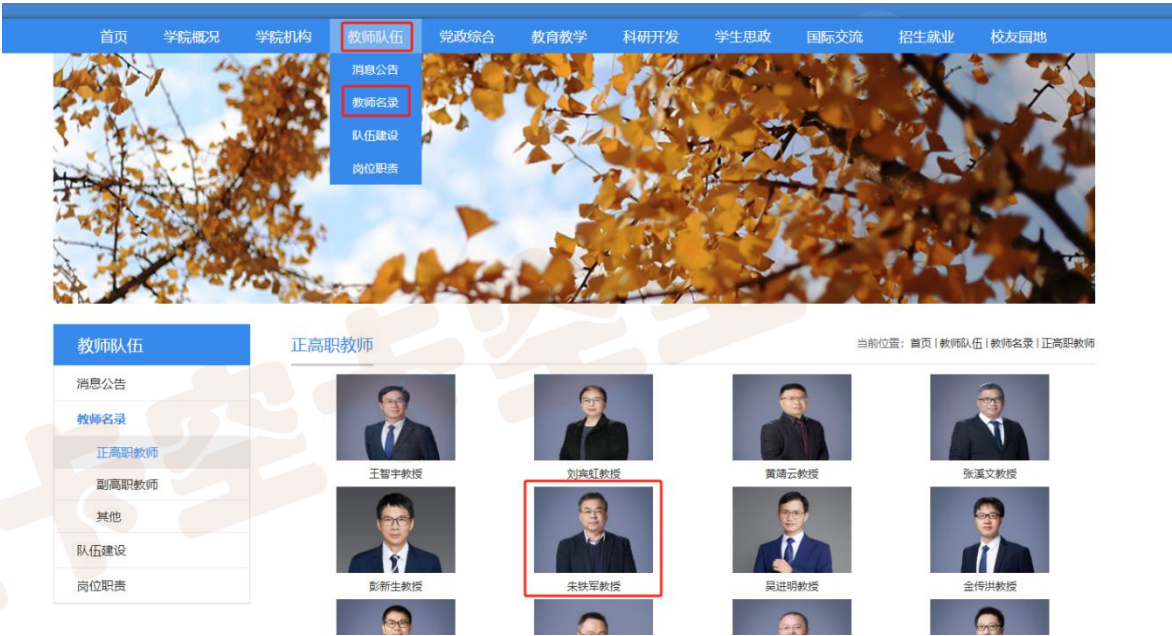 首页 学院概况 学院机构 教师队伍 党政综合 教育教学 科研开发 学生思政 国际交流 招生就业 校友园地
消息公告
教师名录
队伍建设
岗位职责
教师队伍
消息公告
教师名录
正高职教师
副高职教师
其他
队伍建设
岗位职责
正高职教师
当前位置：首页 | 教师队伍 | 教师名录 | 正高职教师
王智宇教授 刘宾虹教授 黄靖云教授 张溪文教授
彭新生教授 朱铁军教授 吴进明教授 金传洪教授